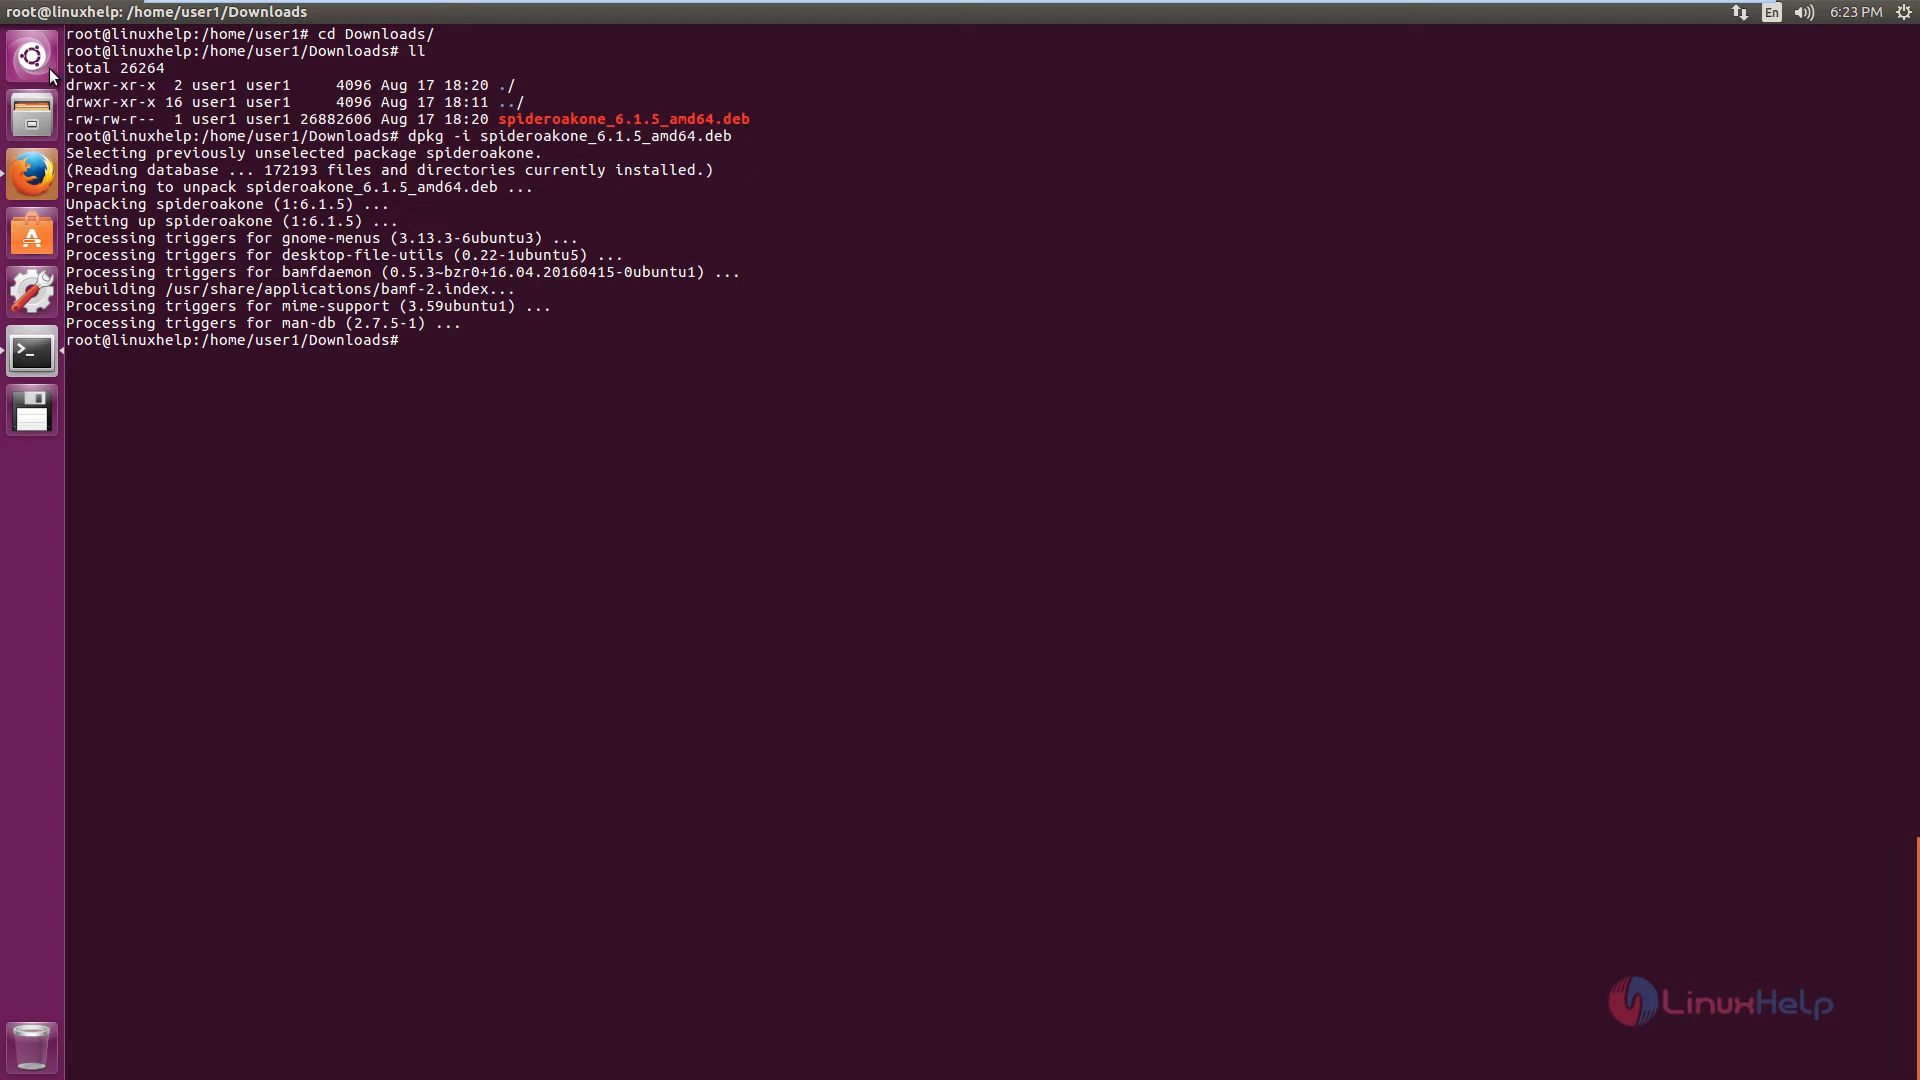 root@linuxhelp: /home/user1/Downloads
En
6:23 PM
root@linuxhelp:/home/user1# cd Downloads/
root@linuxhelp:/home/user1/Downloads# ll
total 26264
drwxr-xr-x  2 user1 user1     4096 Aug 17 18:20 ./
drwxr-xr-x 16 user1 user1     4096 Aug 17 18:11 ../
-rw-rw-r--  1 user1 user1 26882606 Aug 17 18:20 spideroakone_6.1.5_amd64.deb
root@linuxhelp:/home/user1/Downloads# dpkg -i spideroakone_6.1.5_amd64.deb
Selecting previously unselected package spideroakone.
(Reading database ... 172193 files and directories currently installed.)
Preparing to unpack spideroakone_6.1.5_amd64.deb ...
Unpacking spideroakone (1:6.1.5) ...
Setting up spideroakone (1:6.1.5) ...
Processing triggers for gnome-menus (3.13.3-6ubuntu3) ...
Processing triggers for desktop-file-utils (0.22-1ubuntu5) ...
Processing triggers for bamfdaemon (0.5.3~bzr0+16.04.20160415-0ubuntu1) ...
Rebuilding /usr/share/applications/bamf-2.index...
Processing triggers for mime-support (3.59ubuntu1) ...
Processing triggers for man-db (2.7.5-1) ...
root@linuxhelp:/home/user1/Downloads#
LinuxHelp